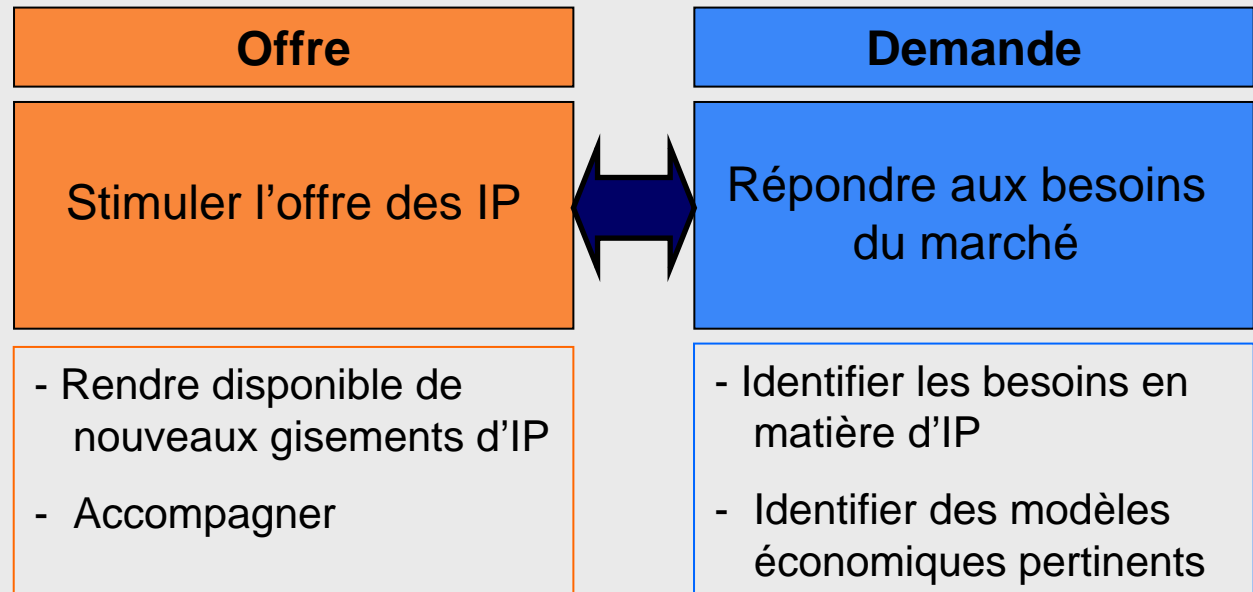 Offre
Stimuler l’offre des IP
- Rendre disponible de
nouveaux gisements d’IP
- Accompagner
Demande
Répondre aux besoins
du marché
- Identifier les besoins en
matière d’IP
- Identifier des modèles
économiques pertinents